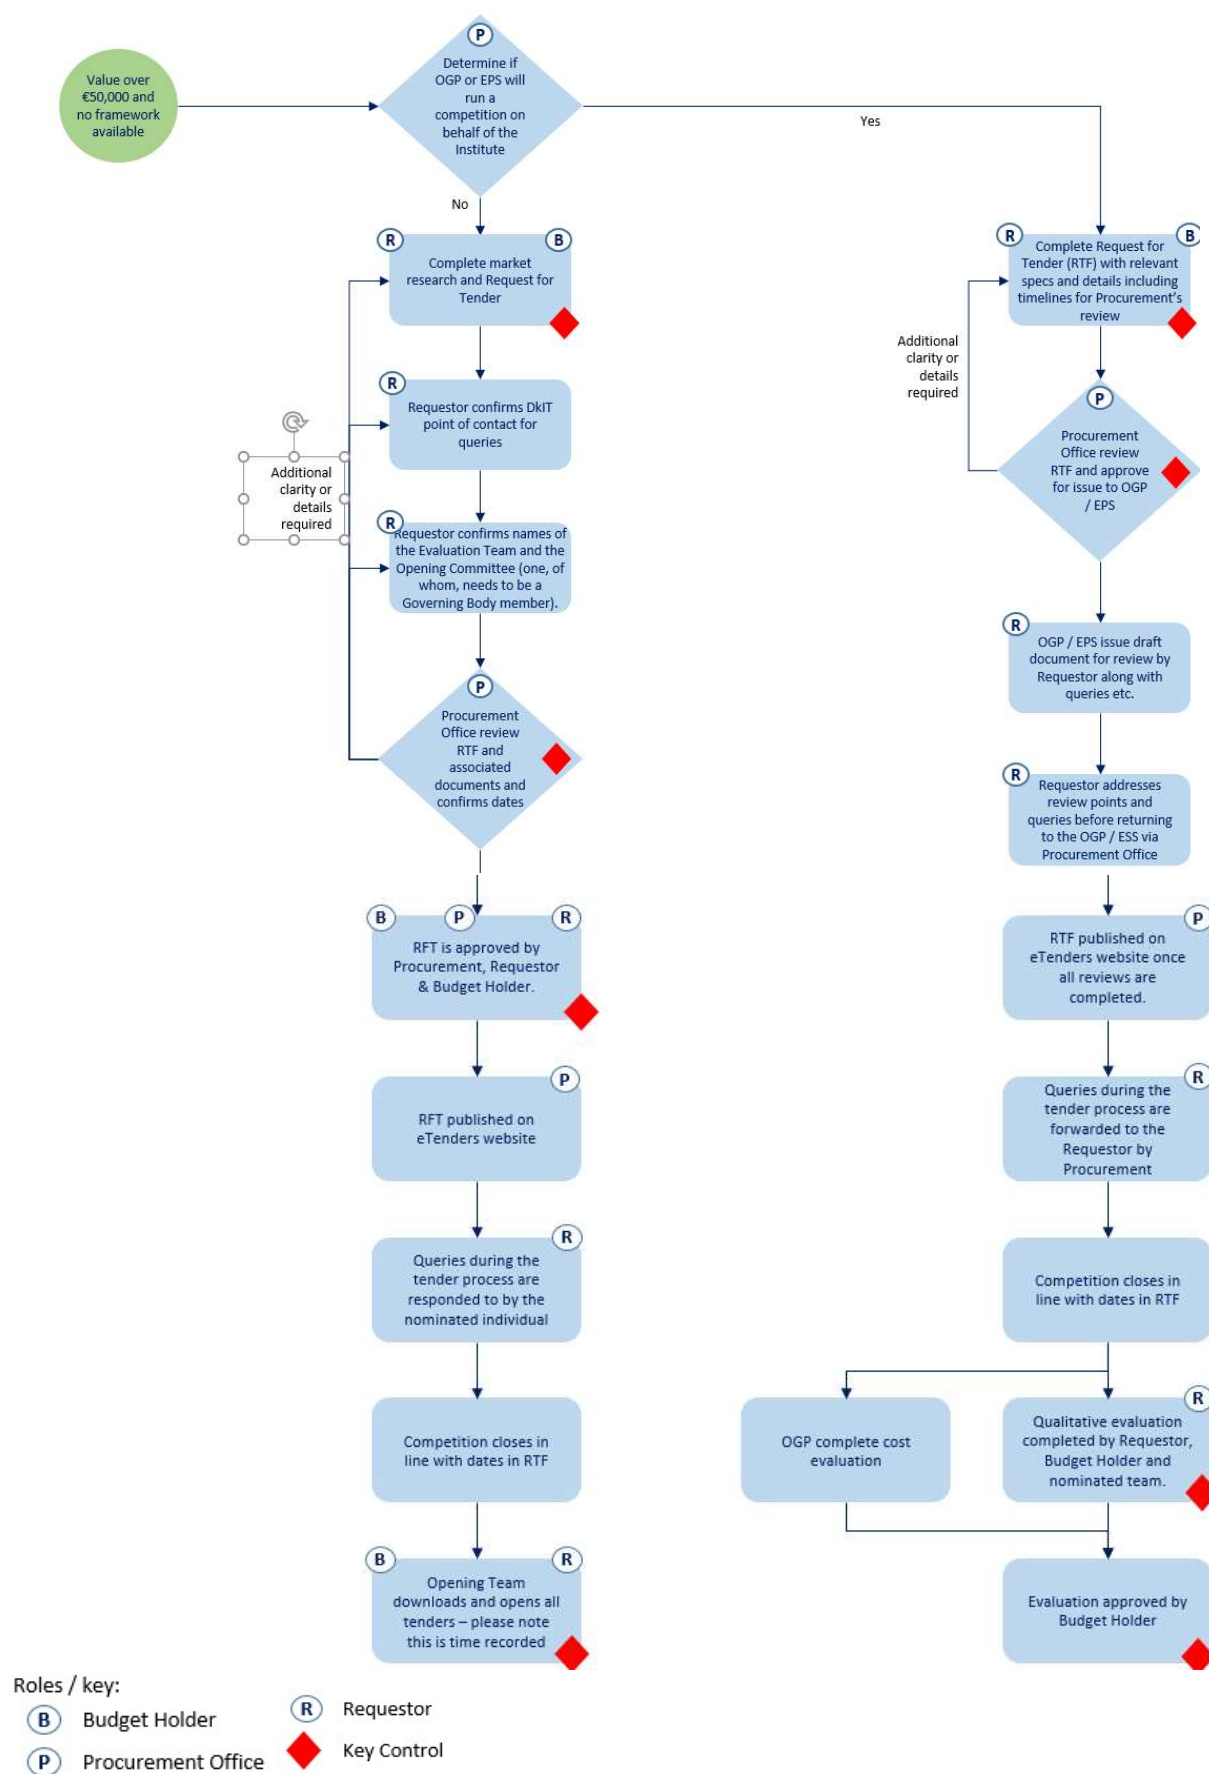 P
Determine if
OGP or EPS will
run a
competition on
behalf of the
Institute
Value over
€50,000 and
no framework
available
Yes
No
R
B
Complete market
research and Request for
Tender
R
Requestor confirms DkIT
point of contact for
queries
Additional
clarity or
details
required
R
Requestor confirms names of
the Evaluation Team and the
Opening Committee (one, of
whom, needs to be a
Governing Body member).
P
Procurement
Office review
RTF and
associated
documents and
confirms dates
B
P
R
RFT is approved by
Procurement, Requestor
& Budget Holder.
P
RFT published on
eTenders website
R
Queries during the
tender process are
responded to by the
nominated individual
Competition closes in
line with dates in RTF
B
R
Opening Team
downloads and opens all
tenders – please note
this is time recorded
R
B
Complete Request for
Tender (RTF) with relevant
specs and details including
timelines for Procurement's
review
Additional
clarity or
details
required
P
Procurement
Office review
RTF and approve
for issue to OGP
/ EPS
R
OGP / EPS issue draft
document for review by
Requestor along with
queries etc.
R
Requestor addresses
review points and
queries before returning
to the OGP / ESS via
Procurement Office
P
RTF published on
eTenders website once
all reviews are
completed.
R
Queries during the
tender process are
forwarded to the
Requestor by
Procurement
Competition closes in
line with dates in RTF
OGP complete cost
evaluation
R
Qualitative evaluation
completed by Requestor,
Budget Holder and
nominated team.
Evaluation approved by
Budget Holder
Roles / key:
B Budget Holder
R Requestor
P Procurement Office
Key Control